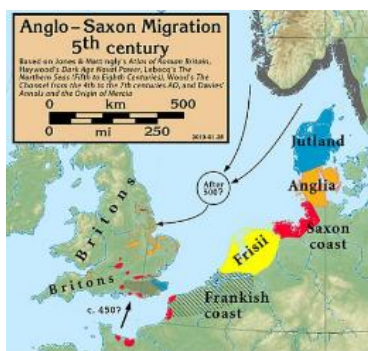 Anglo-Saxon Migration
5th century
Based on Jones & Mattingly's Atlas of Roman Britain,
Haywood's Dark Age Naval Power, Lebecq's The
Northern Seas (Fifth to Eighth Centuries), Wood's The
Channel from the 4th to the 7th centuries AD, and Davies'
Annals and the Origin of Mercia
km
0 500
0 250
mi
Jutland
After
500?
Anglia
Britons
Saxon
coast
Frisii
Britons
Frankish
coast
c. 450?